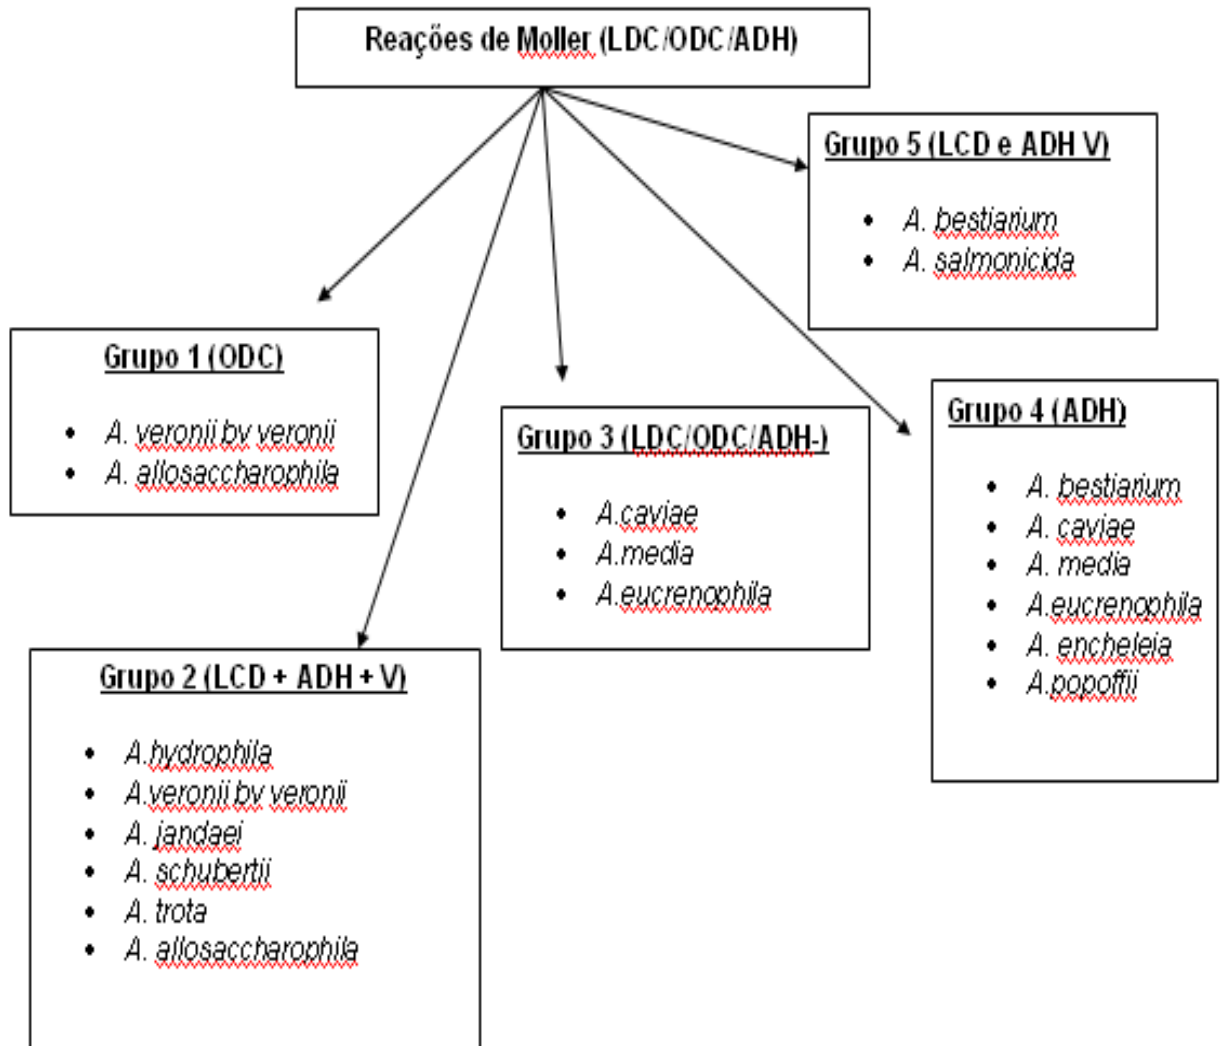 Reações de Moller (LDC/ODC/ADH)
Grupo 5 (LCD e ADH V)
• A. bestiarium
• A. salmonicida
Grupo 1 (ODC)
• A. veronii bv veronii
• A. allosaccharophila
Grupo 3 (LDC/ODC/ADH-)
• A.caviae
• A.media
• A.eucrenophila
Grupo 4 (ADH)
• A. bestiarium
• A. caviae
• A. media
• A.eucrenophila
• A. encheleia
• A.popoffii
Grupo 2 (LCD + ADH + V)
• A.hydrophila
• A.veronii bv veronii
• A. jandaei
• A. schubertii
• A. trota
• A. allosaccharophila